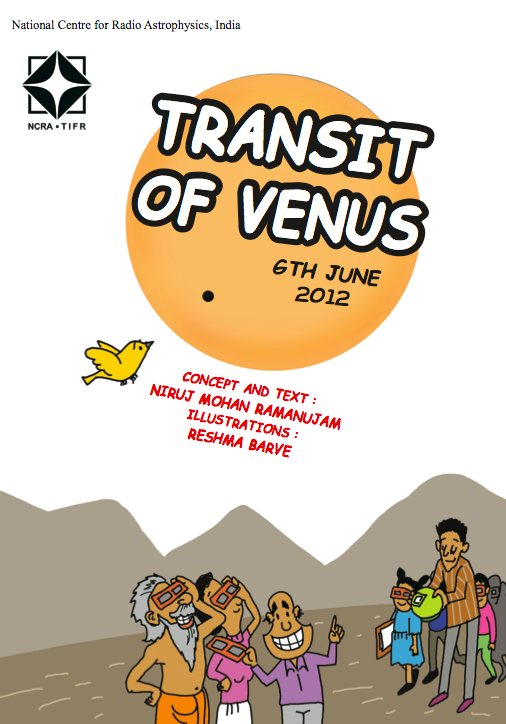 National Centre for Radio Astrophysics, India
NCRA • TIFR
TRANSIT
OF VENUS
6TH JUNE
2012
CONCEPT AND TEXT :
NIRUJ MOHAN RAMANUJAM
ILLUSTRATIONS :
RESHMA BARVE